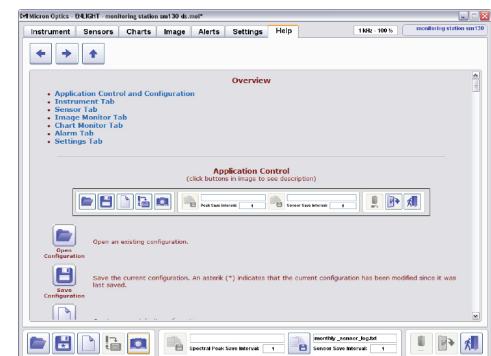 Micron Optics - ENLIGHT - monitoring station sm130 ds.moi*
Instrument Sensors Charts Image Alerts Settings Help 1 kHz - 100 % monitoring station sm130
Overview
• Application Control and Configuration
• Instrument Tab
• Sensor Tab
• Image Monitor Tab
• Chart Monitor Tab
• Alarm Tab
• Settings Tab
Application Control
(click buttons in image to see description)
Peak Save Interval: 1 Sensor Save Interval: 1
Open Configuration
Open an existing configuration.
Save Configuration
Save the current configuration. An asterik (*) indicates that the current configuration has been modified since it was
last saved.
monthly_sensor_log.txt
Spectral Peak Save Interval: 1 Sensor Save Interval: 1